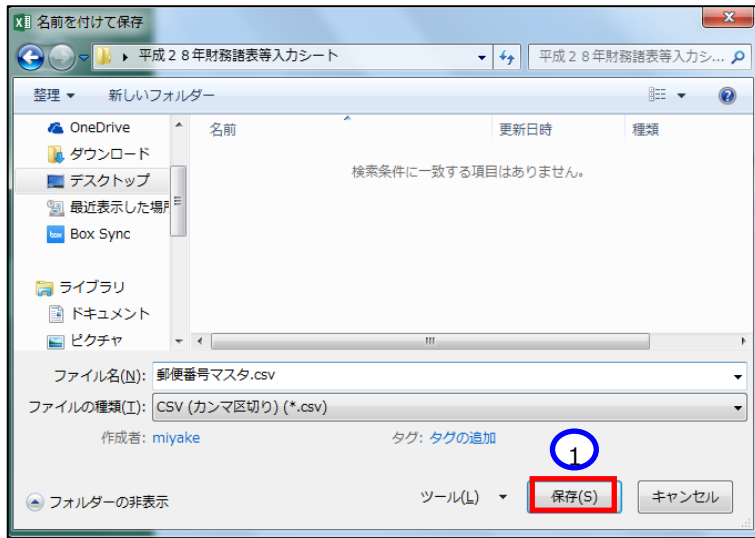 名前を付けて保存
平成28年財務諸表等入力シート
平成28年財務諸表等入力シ...
整理 新しいフォルダー
名前 更新日時 種類
OneDrive
ダウンロード
デスクトップ
最近表示した場所
Box Sync
検索条件に一致する項目はありません。
ライブラリ
ドキュメント
ピクチャ
ファイル名(N): 郵便番号マスタ.csv
ファイルの種類(T): CSV (カンマ区切り) (*.csv)
作成者: miyake タグ: タグの追加
1
フォルダーの非表示 ツール(L) 保存(S) キャンセル